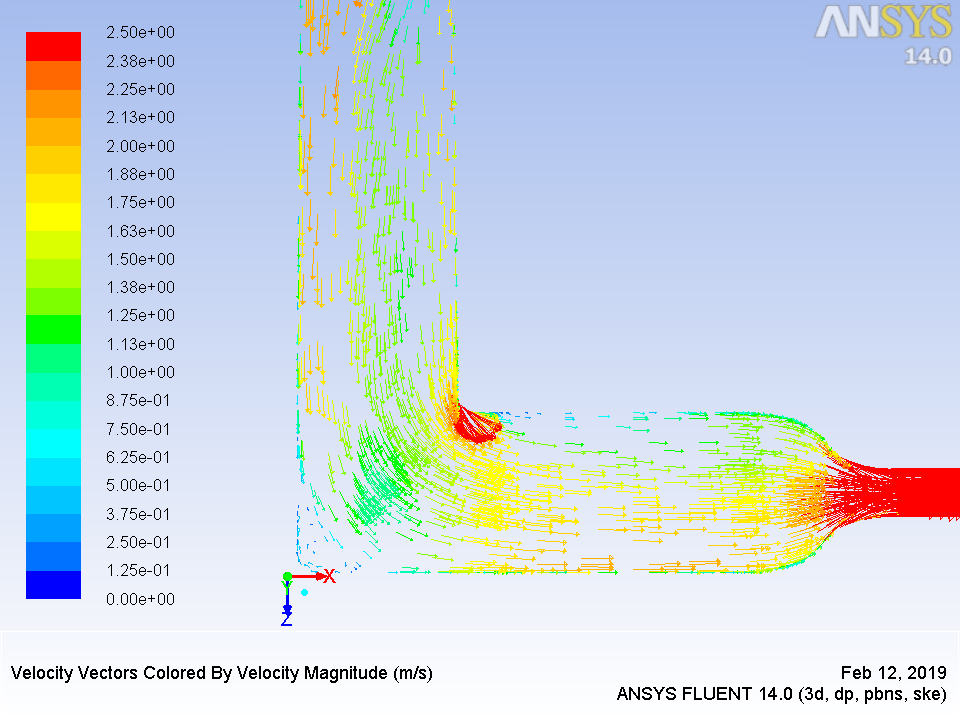 ANSYS
14.0
2.50e+00
2.38e+00
2.25e+00
2.13e+00
2.00e+00
1.88e+00
1.75e+00
1.63e+00
1.50e+00
1.38e+00
1.25e+00
1.13e+00
1.00e+00
8.75e-01
7.50e-01
6.25e-01
5.00e-01
3.75e-01
2.50e-01
1.25e-01
0.00e+00
X
Y
Z
Velocity Vectors Colored By Velocity Magnitude (m/s)
Feb 12, 2019
ANSYS FLUENT 14.0 (3d, dp, pbns, ske)